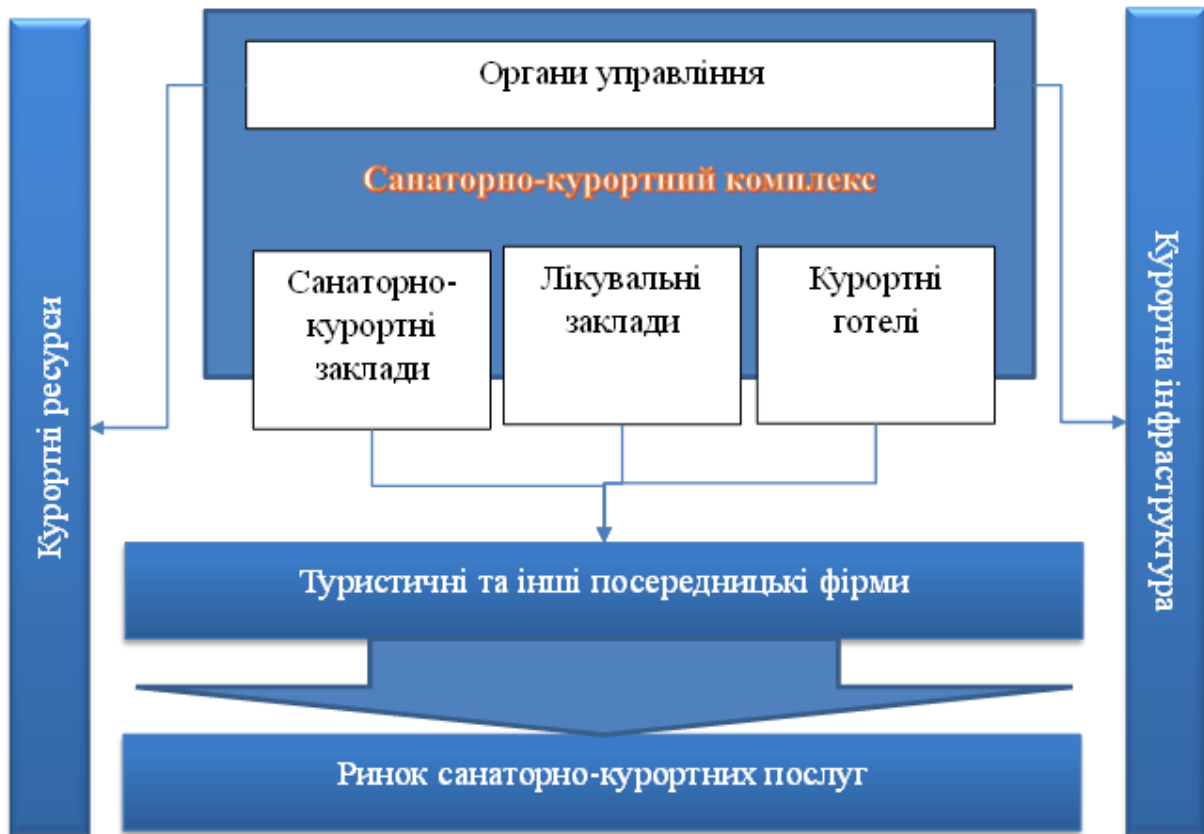 Органи управління
Санаторно-курортний комплекс
Санаторно-
курортні
заклади
Лікувальні
заклади
Курортні
готелі
Курортні ресурси
Курортна інфраструктура
Туристичні та інші посередницькі фірми
Ринок санаторно-курортних послуг